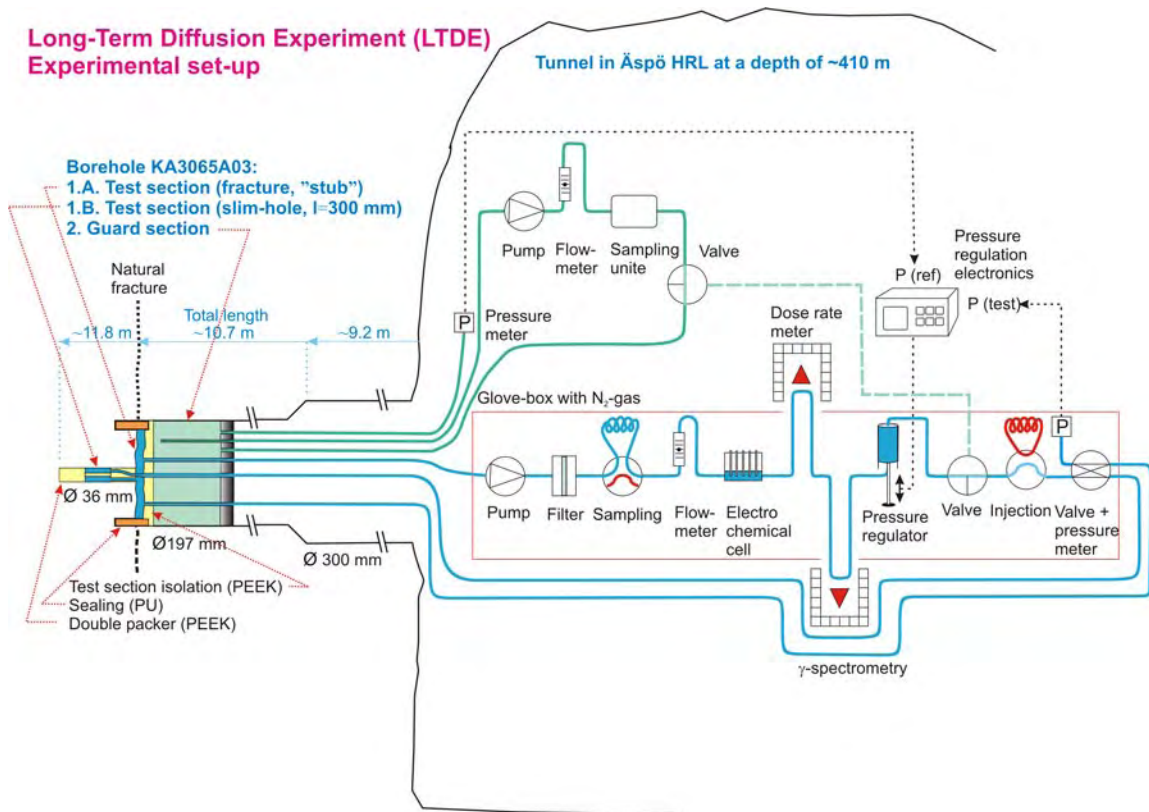 Long-Term Diffusion Experiment (LTDE)
Experimental set-up
Tunnel in Äspö HRL at a depth of ~410 m
Borehole KA3065A03:
1.A. Test section (fracture, "stub")
1.B. Test section (slim-hole, l=300 mm)
2. Guard section
Natural
fracture
Total length
~11.8 m
~10.7 m
~9.2 m
P
Pressure
meter
Pump
Flow-
meter
Sampling
unite
Valve
Pressure
regulation
electronics
P (ref)
P (test)
Dose rate
meter
Glove-box with N2-gas
P
Pump
Filter
Sampling
Flow-
meter
Electro
chemical
cell
Pressure
regulator
Valve
Injection
Valve +
pressure
meter
Ø 36 mm
Ø197 mm
Ø 300 mm
Test section isolation (PEEK)
Sealing (PU)
Double packer (PEEK)
γ-spectrometry